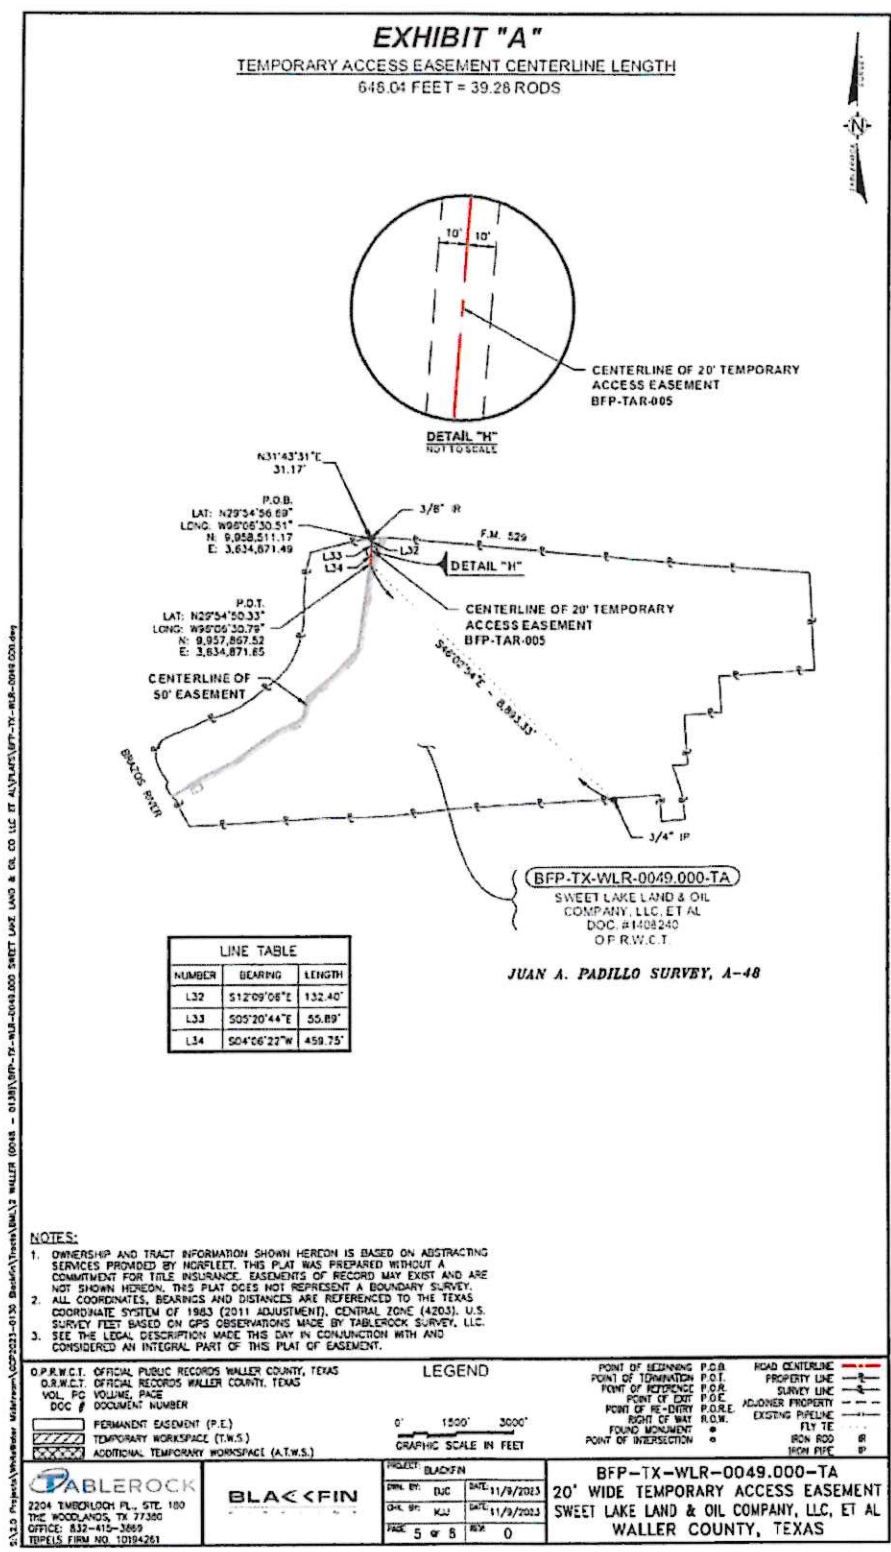 EXHIBIT "A"
TEMPORARY ACCESS EASEMENT CENTERLINE LENGTH
648.04 FEET = 39.28 RODS
SURVEY
N
TABLEROCK
10' 10'
CENTERLINE OF 20' TEMPORARY
ACCESS EASEMENT
BFP-TAR-005
DETAIL "H"
NOT TO SCALE
N31°43'31"E
31.17'
P.O.B.
LAT: N29°54'56.69"
LONG: W96°06'30.51"
N: 9,958,511.17
E: 3,634,871.49
3/8" IR
F.M. 529
L33
L32
L34
DETAIL "H"
P.O.T.
LAT: N29°54'50.33"
LONG: W96°06'30.79"
N: 9,957,867.52
E: 3,634,871.65
CENTERLINE OF 20' TEMPORARY
ACCESS EASEMENT
BFP-TAR-005
CENTERLINE OF
50' EASEMENT
S46°02'54"E - 8,893.33'
BRAZOS RIVER
3/4" IP
BFP-TX-WLR-0049.000-TA
SWEET LAKE LAND & OIL
COMPANY, LLC, ET AL
DOC. #1408240
O.P.R.W.C.T.
JUAN A. PADILLO SURVEY, A-48
LINE TABLE
NUMBER BEARING LENGTH
L32 S12°09'06"E 132.40'
L33 S05°20'44"E 55.89'
L34 S04°06'22"W 459.75'
NOTES:
1. OWNERSHIP AND TRACT INFORMATION SHOWN HEREON IS BASED ON ABSTRACTING
SERVICES PROVIDED BY NORFLEET. THIS PLAT WAS PREPARED WITHOUT A
COMMITMENT FOR TITLE INSURANCE. EASEMENTS OF RECORD MAY EXIST AND ARE
NOT SHOWN HEREON. THIS PLAT DOES NOT REPRESENT A BOUNDARY SURVEY.
2. ALL COORDINATES, BEARINGS AND DISTANCES ARE REFERENCED TO THE TEXAS
COORDINATE SYSTEM OF 1983 (2011 ADJUSTMENT), CENTRAL ZONE (4203), U.S.
SURVEY FEET BASED ON GPS OBSERVATIONS MADE BY TABLEROCK SURVEY, LLC.
3. SEE THE LEGAL DESCRIPTION MADE THIS DAY IN CONJUNCTION WITH AND
CONSIDERED AN INTEGRAL PART OF THIS PLAT OF EASEMENT.
O.P.R.W.C.T. OFFICIAL PUBLIC RECORDS WALLER COUNTY, TEXAS
O.R.W.C.T. OFFICIAL RECORDS WALLER COUNTY, TEXAS
VOL, PG VOLUME, PAGE
DOC # DOCUMENT NUMBER
PERMANENT EASEMENT (P.E.)
TEMPORARY WORKSPACE (T.W.S.)
ADDITIONAL TEMPORARY WORKSPACE (A.T.W.S.)
LEGEND
0' 1500' 3000'
GRAPHIC SCALE IN FEET
POINT OF BEGINNING P.O.B.
POINT OF TERMINATION P.O.T.
POINT OF REFERENCE P.O.R.
POINT OF EXIT P.O.E.
POINT OF RE-ENTRY P.O.R.E.
RIGHT OF WAY R.O.W.
FOUND MONUMENT
POINT OF INTERSECTION
ROAD CENTERLINE
PROPERTY LINE
SURVEY LINE
ADJOINER PROPERTY
EXISTING PIPELINE
FLY TIE
IRON ROD IR
IRON PIPE IP
TABLEROCK
2204 TIMBERLOCH PL., STE. 180
THE WOODLANDS, TX 77380
OFFICE: 832-415-3869
TBPELS FIRM NO. 10194261
BLACKFIN
PROJECT: BLACKFIN
DWN. BY: DJC DATE: 11/9/2023
CHK. BY: KJJ DATE: 11/9/2023
PAGE 5 OF 8 REV: 0
BFP-TX-WLR-0049.000-TA
20' WIDE TEMPORARY ACCESS EASEMENT
SWEET LAKE LAND & OIL COMPANY, LLC, ET AL
WALLER COUNTY, TEXAS